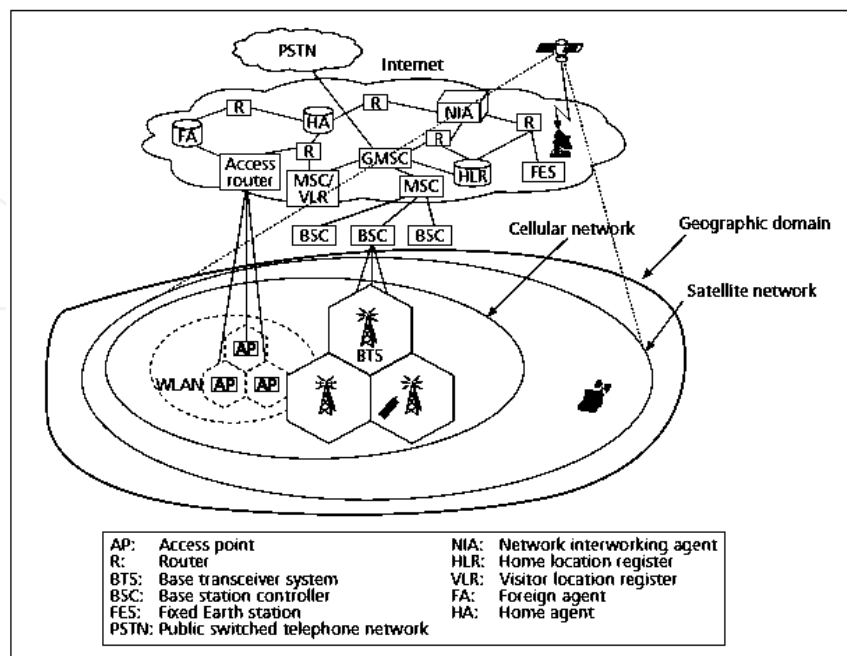 PSTN
Internet
R
R
HA
NIA
FA
R
R
R
Access
router
GMSC
MSC/
VLR
HLR
FES
MSC
BSC
BSC
BSC
Cellular network
Geographic domain
Satellite network
BTS
AP
WLAN
AP
AP
AP: Access point
R: Router
BTS: Base transceiver system
BSC: Base station controller
FES: Fixed Earth station
PSTN: Public switched telephone network
NIA: Network interworking agent
HLR: Home location register
VLR: Visitor location register
FA: Foreign agent
HA: Home agent